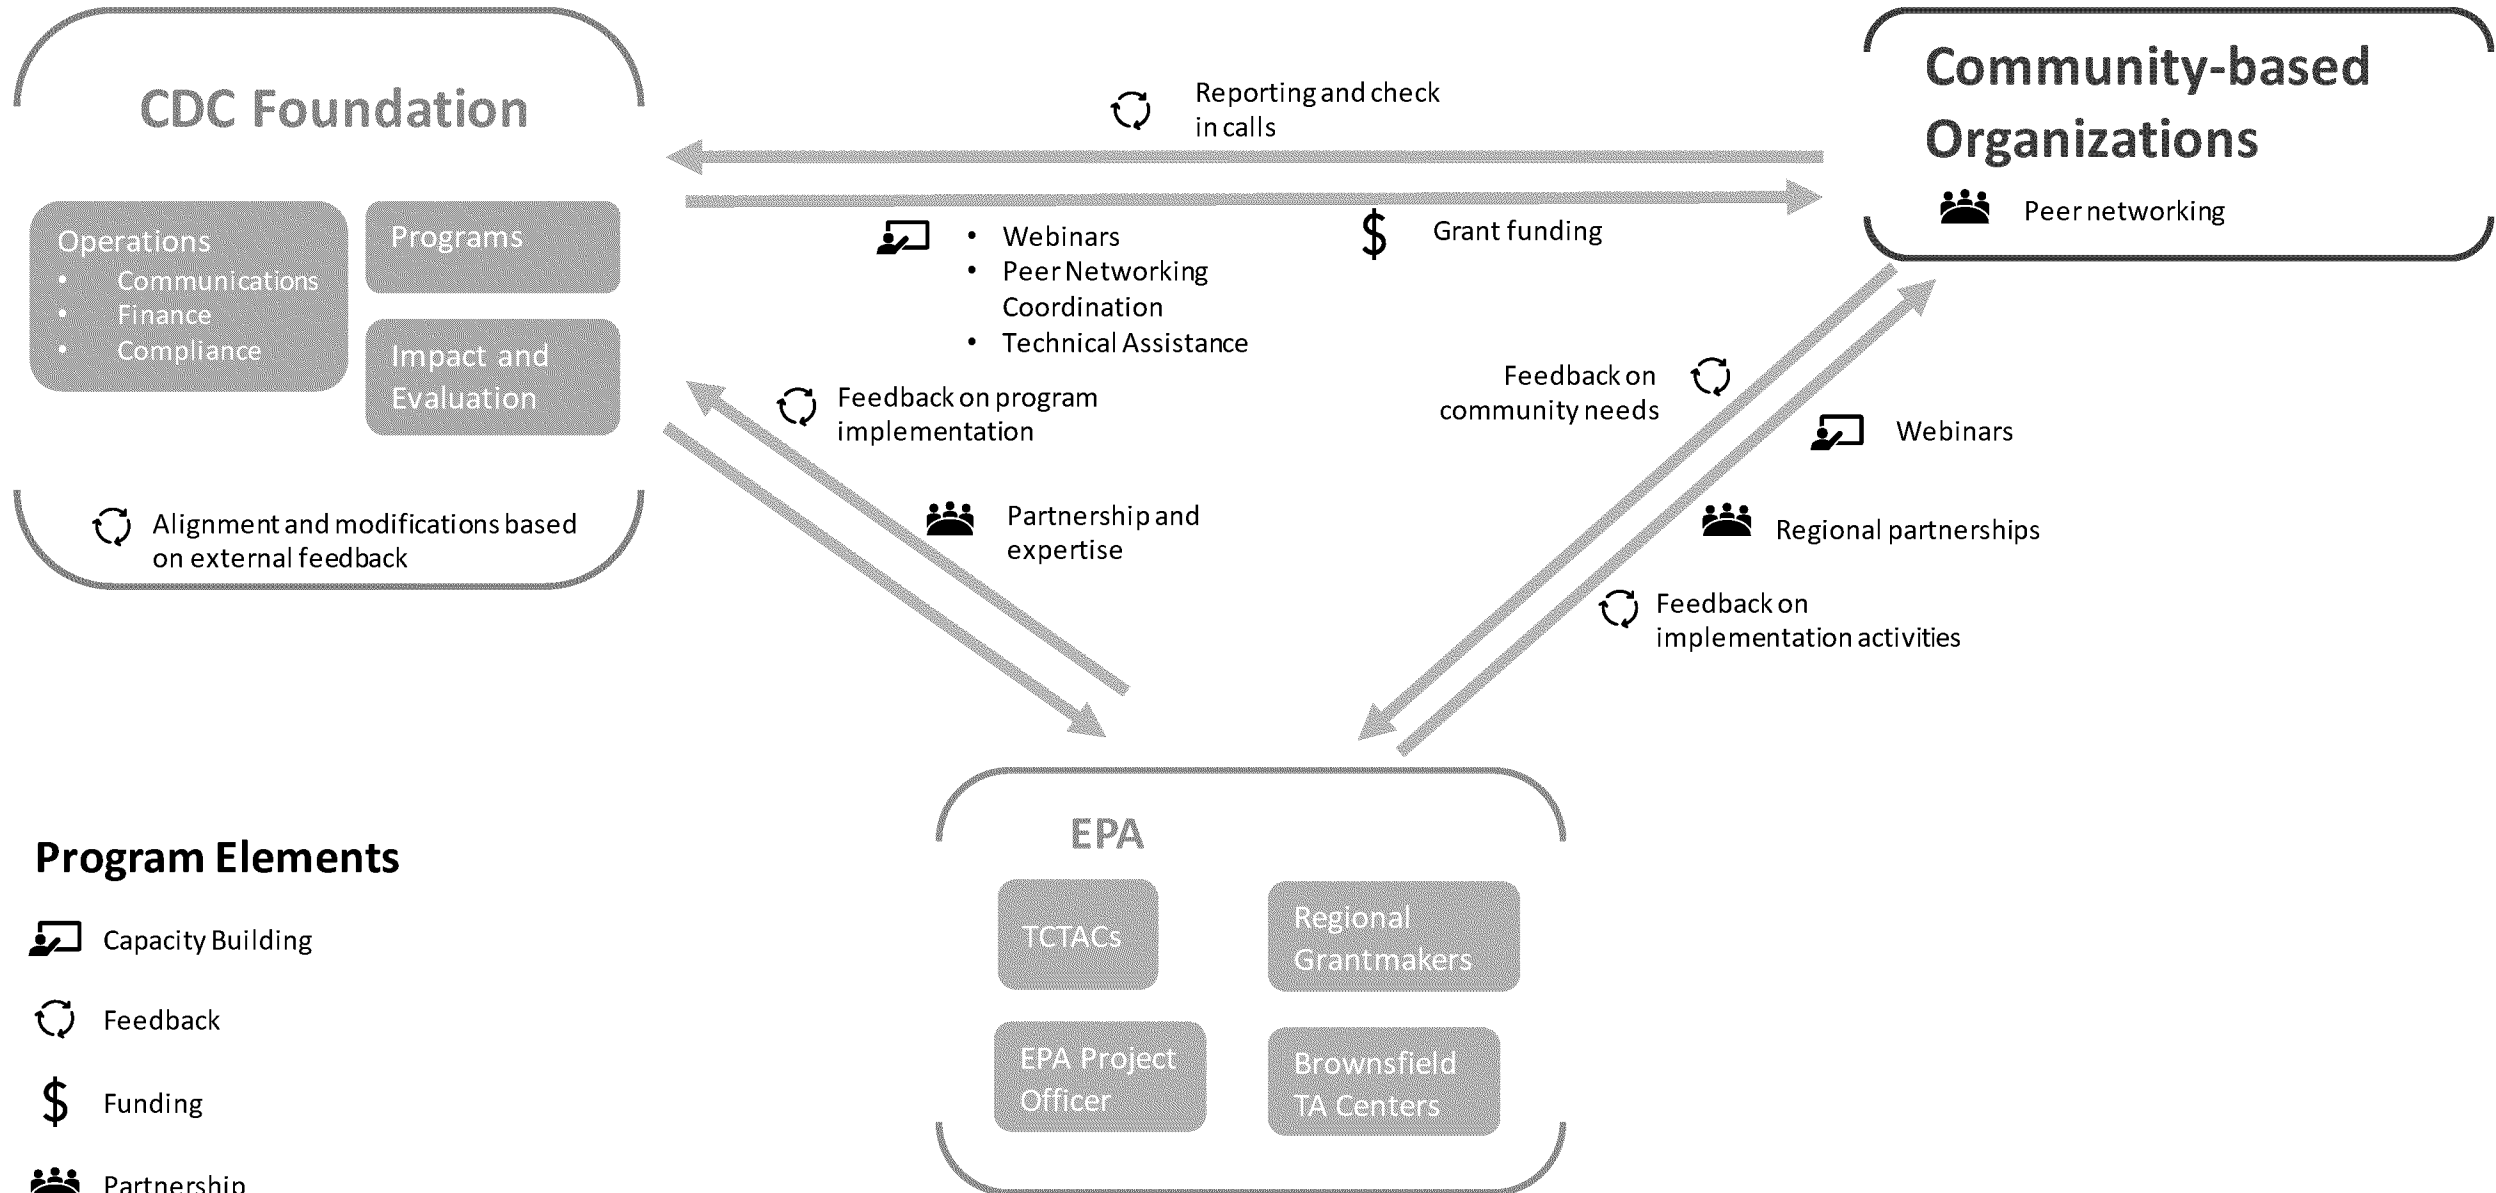 CDC Foundation
Operations
• Communications
• Finance
• Compliance
Programs
Impact and
Evaluation
Alignment and modifications based
on external feedback
Reporting and check
in calls
• Webinars
• Peer Networking
Coordination
• Technical Assistance
$ Grant funding
Community-based
Organizations
Peer networking
Feedback on program
implementation
Partnership and
expertise
Feedback on
community needs
Webinars
Regional partnerships
Feedback on
implementation activities
EPA
TCTACs
Regional
Grantmakers
EPA Project
Officer
Brownsfield
TA Centers
Program Elements
Capacity Building
Feedback
$ Funding
Partnership